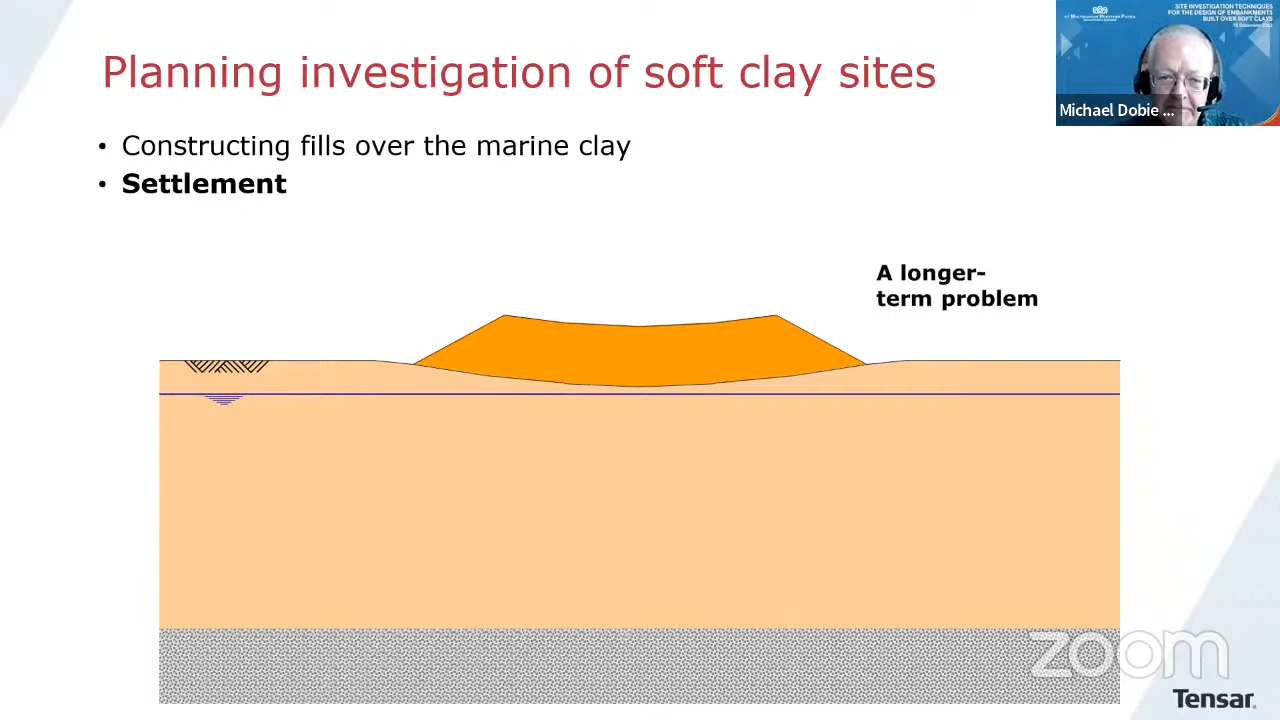 Planning investigation of soft clay sites
SITE INVESTIGATION TECHNIQUES
FOR THE DESIGN OF EMBANKMENTS
BUILT OVER SOFT CLAYS
Michael Dobie ...
• Constructing fills over the marine clay
• Settlement
A longer-
term problem
zoom
Tensar